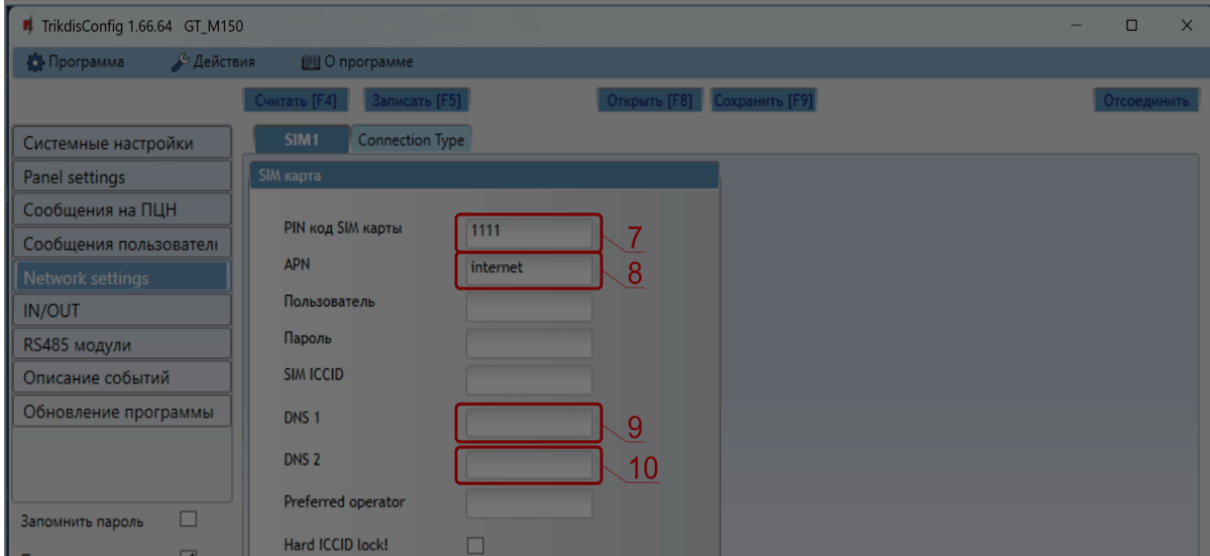 TrikdisConfig 1.66.64 GT_M150
Программа Действия О программе
Считать [F4] Записать [F5] Открыть [F8] Сохранить [F9] Отсоединить
SIM1 Connection Type
Системные настройки
Panel settings
Сообщения на ПЦН
Сообщения пользовател
Network settings
IN/OUT
RS485 модули
Описание событий
Обновление программы
Запомнить пароль
SIM карта
PIN код SIM карты 1111 7
APN internet 8
Пользователь
Пароль
SIM ICCID
DNS 1 9
DNS 2 10
Preferred operator
Hard ICCID lock!